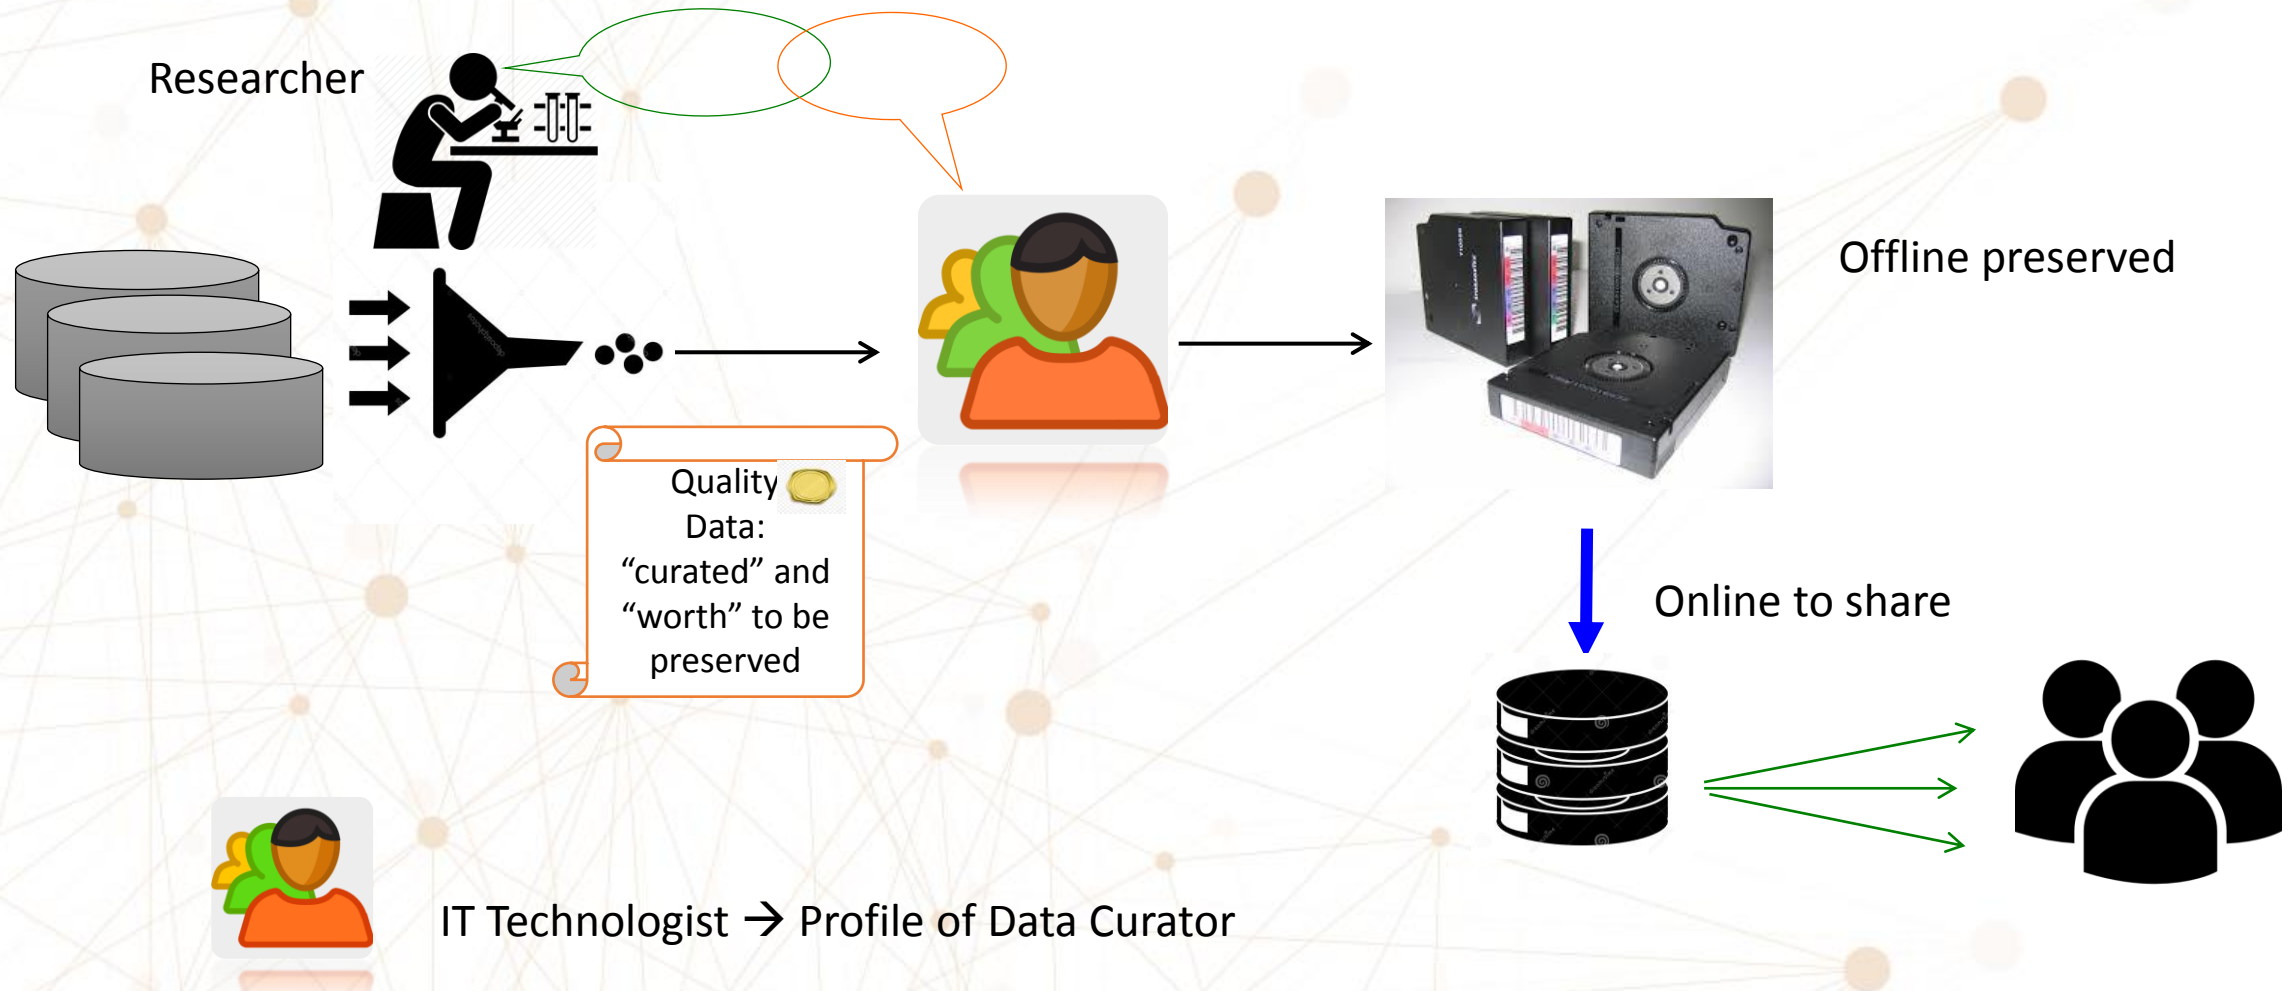 Researcher
Offline preserved
Quality
Data:
“curated” and
“worth” to be
preserved
Online to share
IT Technologist → Profile of Data Curator